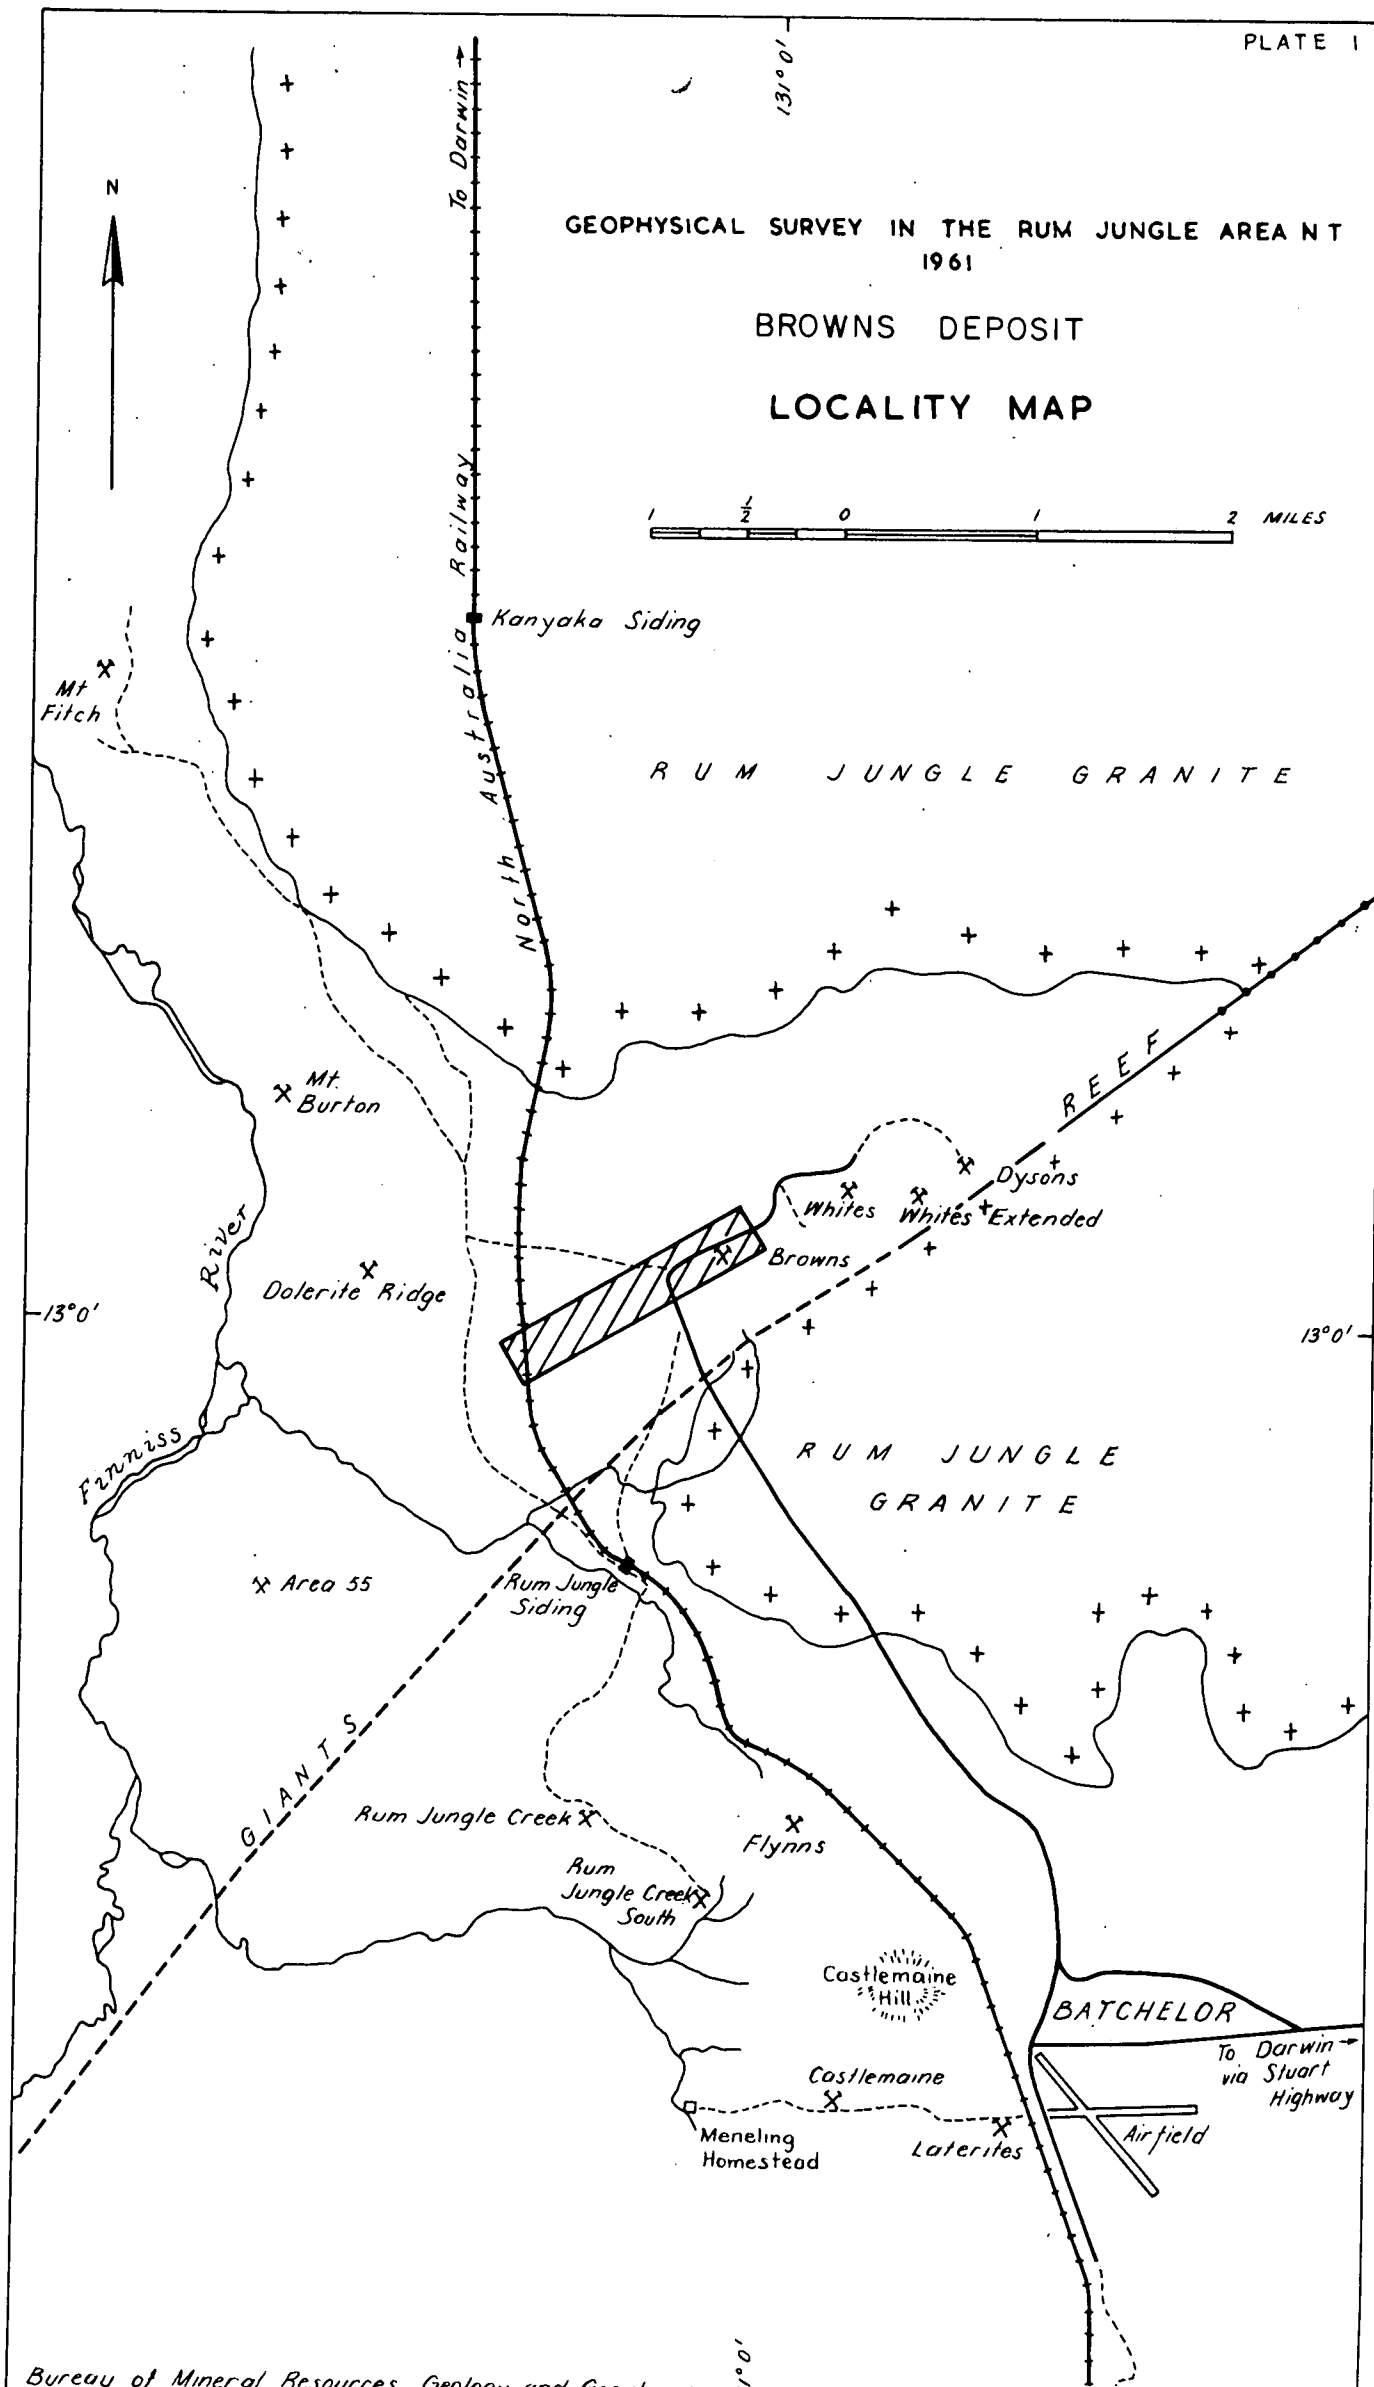 PLATE 1
131°0'
To Darwin
N
GEOPHYSICAL SURVEY IN THE RUM JUNGLE AREA N T
1961
BROWNS DEPOSIT
LOCALITY MAP
1 ½ 0 1 2 MILES
North Australia Railway
Kanyaka Siding
Mt
Fitch
RUM JUNGLE GRANITE
REEF
Mt.
Burton
Dysons
Whites
Whites Extended
Browns
River
Dolerite Ridge
13°0'
13°0'
Finniss
RUM JUNGLE
GRANITE
Area 55
Rum Jungle
Siding
GIANTS
Rum Jungle Creek
Flynns
Rum
Jungle Creek
South
Castlemaine
Hill
BATCHELOR
To Darwin
via Stuart
Highway
Castlemaine
Meneling
Homestead
Laterites
Airfield
Bureau of Mineral Resources, Geology and
1°0'